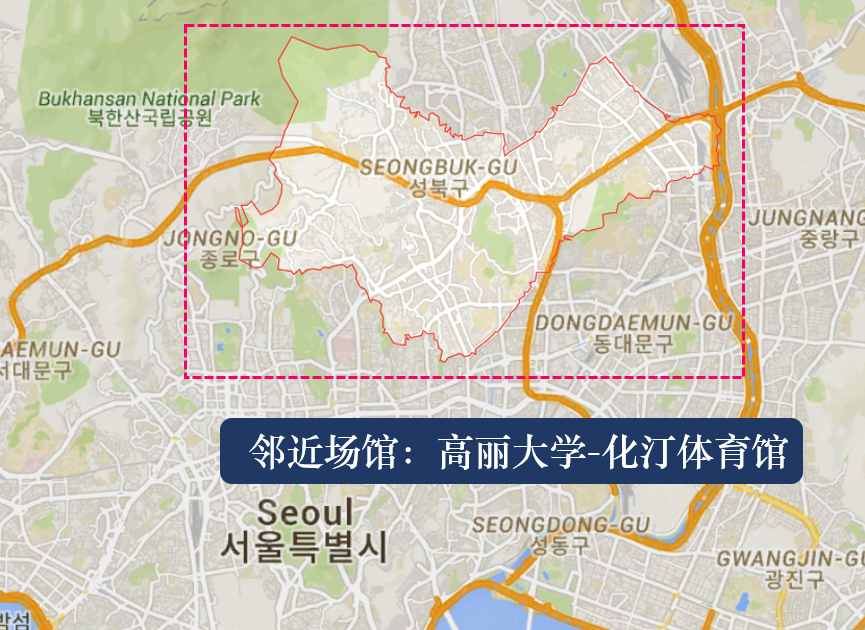 Bukhansan National Park
북한산국립공원
SEONGBUK-GU
성북구
JONGNO-GU
종로구
JUNGNANG
중랑구
DONGDAEMUN-GU
동대문구
AEMUN-GU
서대문구
邻近场馆：高丽大学-化汀体育馆
Seoul
서울특별시
SEONGDONG-GU
성동구
GWANGJIN-GU
광진구
밤섬